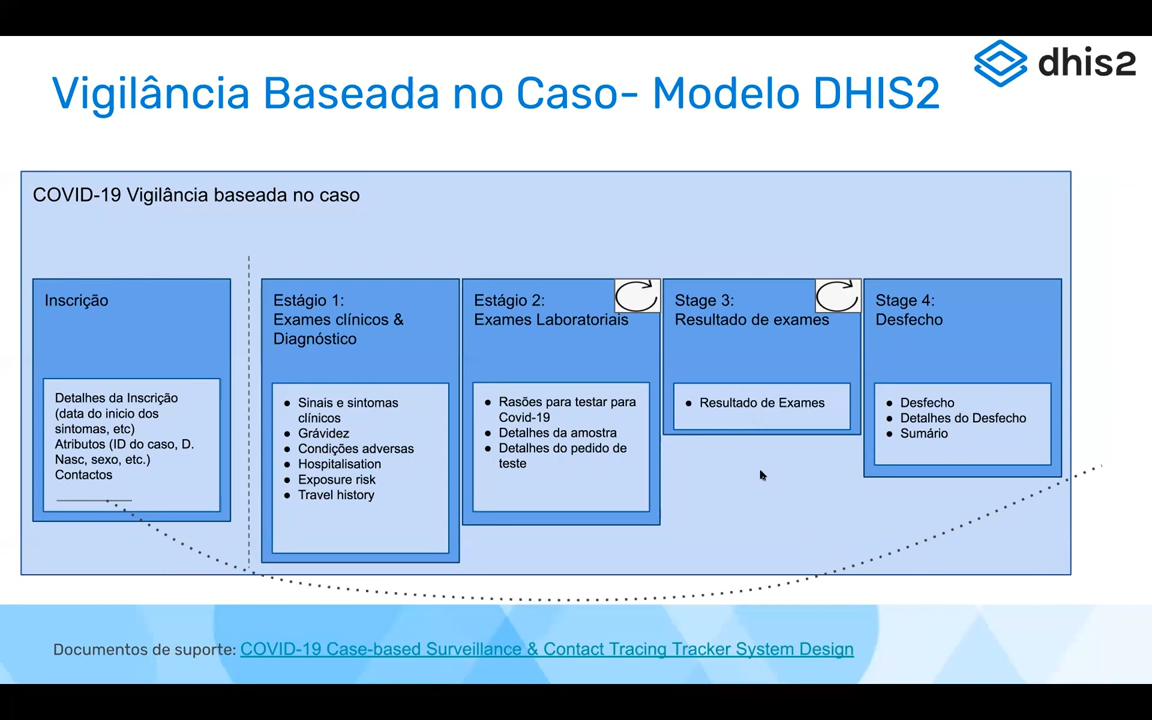 dhis2
Vigilância Baseada no Caso- Modelo DHIS2
COVID-19 Vigilância baseada no caso
Inscrição
Detalhes da Inscrição
(data do inicio dos
sintomas, etc)
Atributos (ID do caso, D.
Nasc, sexo, etc.)
Contactos
Estágio 1:
Exames clínicos &
Diagnóstico
● Sinais e sintomas
clínicos
● Grávidez
● Condições adversas
● Hospitalisation
● Exposure risk
● Travel history
Estágio 2:
Exames Laboratoriais
● Rasões para testar para
Covid-19
● Detalhes da amostra
● Detalhes do pedido de
teste
Stage 3:
Resultado de exames
● Resultado de Exames
Stage 4:
Desfecho
● Desfecho
● Detalhes do Desfecho
● Sumário
Documentos de suporte: COVID-19 Case-based Surveillance & Contact Tracing Tracker System Design